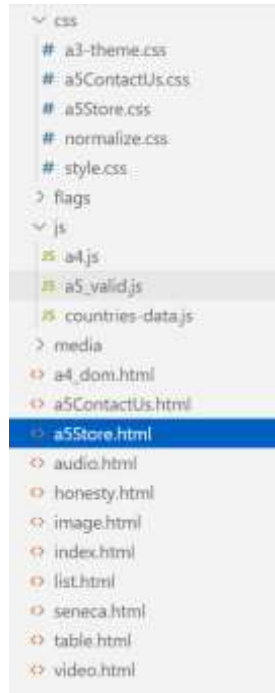 css
# a3-theme.css
# a5ContactUs.css
# a5Store.css
# normalize.css
# style.css
flags
js
JS a4.js
JS a5_valid.js
JS countries-data.js
media
<> a4_dom.html
<> a5ContactUs.html
<> a5Store.html
<> audio.html
<> honesty.html
<> image.html
<> index.html
<> list.html
<> seneca.html
<> table.html
<> video.html